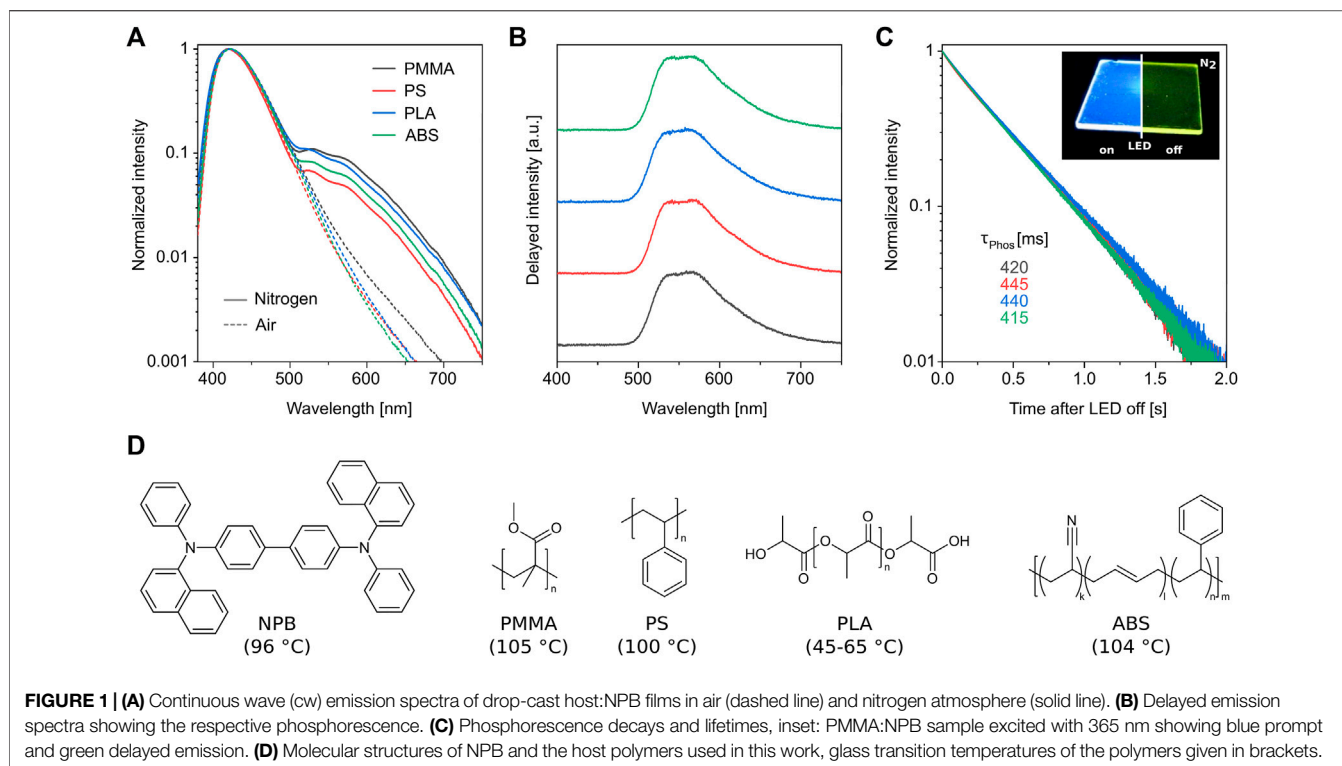 A
1
0.1
0.01
0.001
Normalized intensity
PMMA
PS
PLA
ABS
Nitrogen
Air
400 500 600 700
Wavelength [nm]
B
Delayed intensity [a.u.]
400 500 600 700
Wavelength [nm]
C
1
0.1
0.01
Normalized intensity
N2
on LED off
τPhos [ms]
420
445
440
415
0.0 0.5 1.0 1.5 2.0
Time after LED off [s]
D
N
N
NPB
(96 °C)
O
O
n
PMMA
(105 °C)
n
PS
(100 °C)
HO
O
O
O
n
O
O
OH
PLA
(45-65 °C)
N
k
l
n
m
ABS
(104 °C)
FIGURE 1 | (A) Continuous wave (cw) emission spectra of drop-cast host:NPB films in air (dashed line) and nitrogen atmosphere (solid line). (B) Delayed emission
spectra showing the respective phosphorescence. (C) Phosphorescence decays and lifetimes, inset: PMMA:NPB sample excited with 365 nm showing blue prompt
and green delayed emission. (D) Molecular structures of NPB and the host polymers used in this work, glass transition temperatures of the polymers given in brackets.